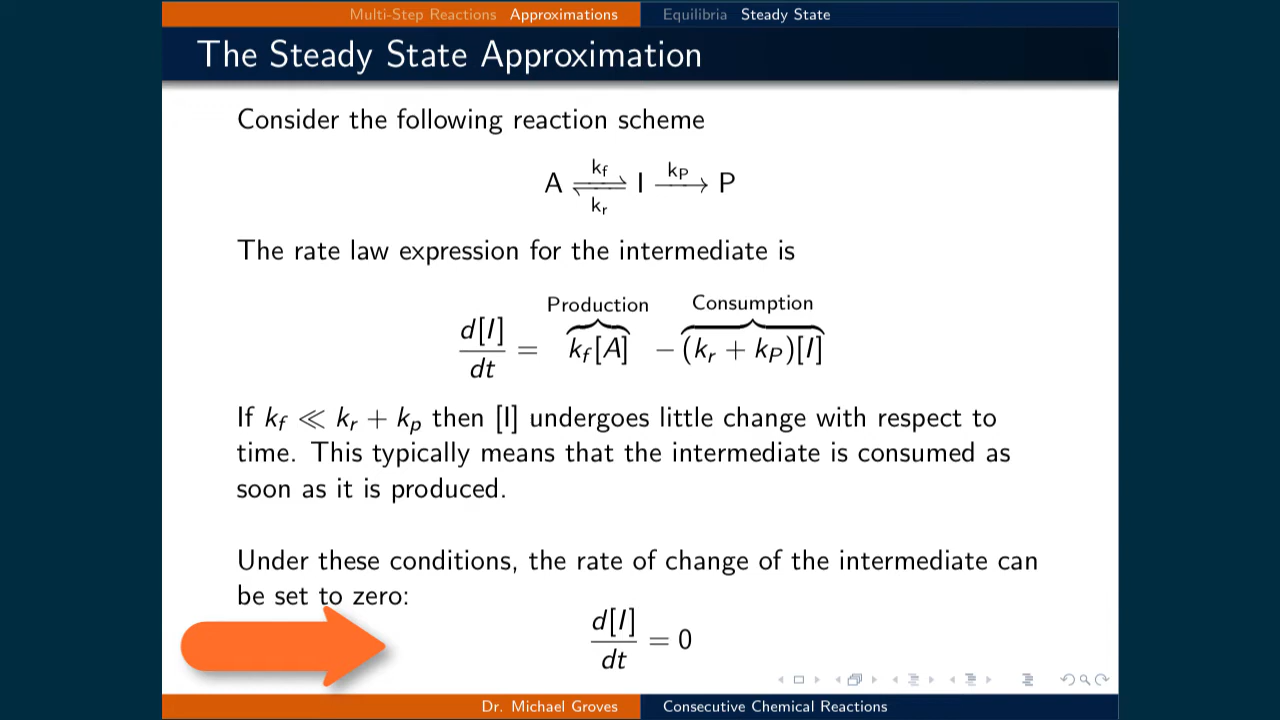 Multi-Step Reactions Approximations Equilibria Steady State
The Steady State Approximation
Consider the following reaction scheme
A ⇌ I → P
k_f
k_P
k_r
The rate law expression for the intermediate is
Production Consumption
d[I]/dt = k_f[A] − (k_r + k_P)[I]
If k_f ≪ k_r + k_p then [I] undergoes little change with respect to
time. This typically means that the intermediate is consumed as
soon as it is produced.
Under these conditions, the rate of change of the intermediate can
be set to zero:
d[I]/dt = 0
Dr. Michael Groves Consecutive Chemical Reactions